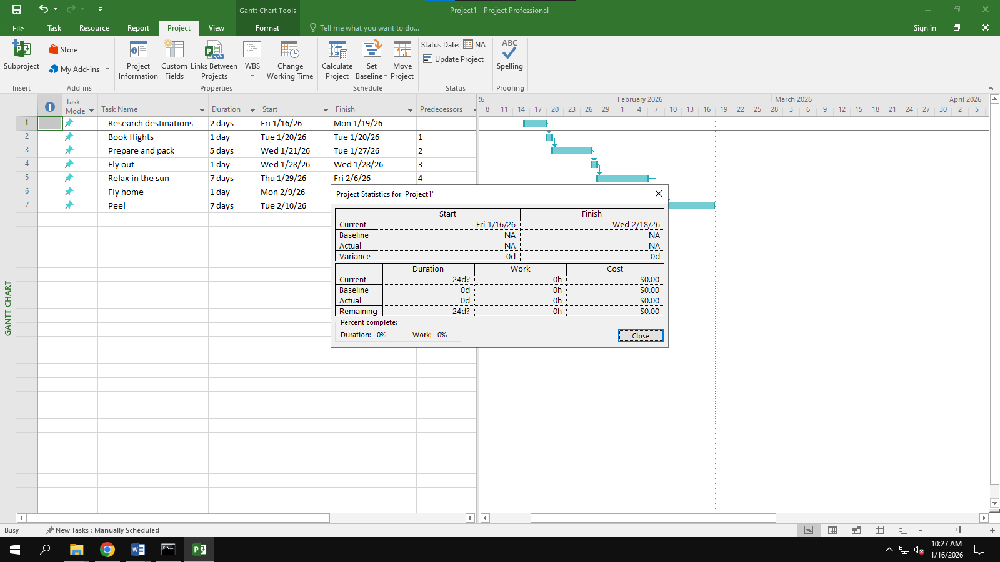 Gantt Chart Tools
Project1 - Project Professional
File
Task
Resource
Report
Project
View
Format
Tell me what you want to do...
Sign in
Subproject
Insert
Store
My Add-ins
Add-ins
Project Information
Custom Fields
Links Between Projects
WBS
Change Working Time
Properties
Calculate Project
Set Baseline
Move Project
Schedule
Status Date: NA
Update Project
Status
ABC
Spelling
Proofing
Task Mode
Task Name
Duration
Start
Finish
Predecessors
26 February 2026 March 2026 April 2026
8 11 14 17 20 23 26 29 1 4 7 10 13 16 19 22 25 28 3 6 9 12 15 18 21 24 27 30 2 5
1 Research destinations 2 days Fri 1/16/26 Mon 1/19/26
2 Book flights 1 day Tue 1/20/26 Tue 1/20/26 1
3 Prepare and pack 5 days Wed 1/21/26 Tue 1/27/26 2
4 Fly out 1 day Wed 1/28/26 Wed 1/28/26 3
5 Relax in the sun 7 days Thu 1/29/26 Fri 2/6/26 4
6 Fly home 1 day Mon 2/9/26
7 Peel 7 days Tue 2/10/26
Project Statistics for 'Project1'
Start Finish
Current Fri 1/16/26 Wed 2/18/26
Baseline NA NA
Actual NA NA
Variance 0d 0d
Duration Work Cost
Current 24d? 0h $0.00
Baseline 0d 0h $0.00
Actual 0d 0h $0.00
Remaining 24d? 0h $0.00
Percent complete:
Duration: 0% Work: 0%
Close
GANTT CHART
Busy
New Tasks : Manually Scheduled
10:27 AM
1/16/2026